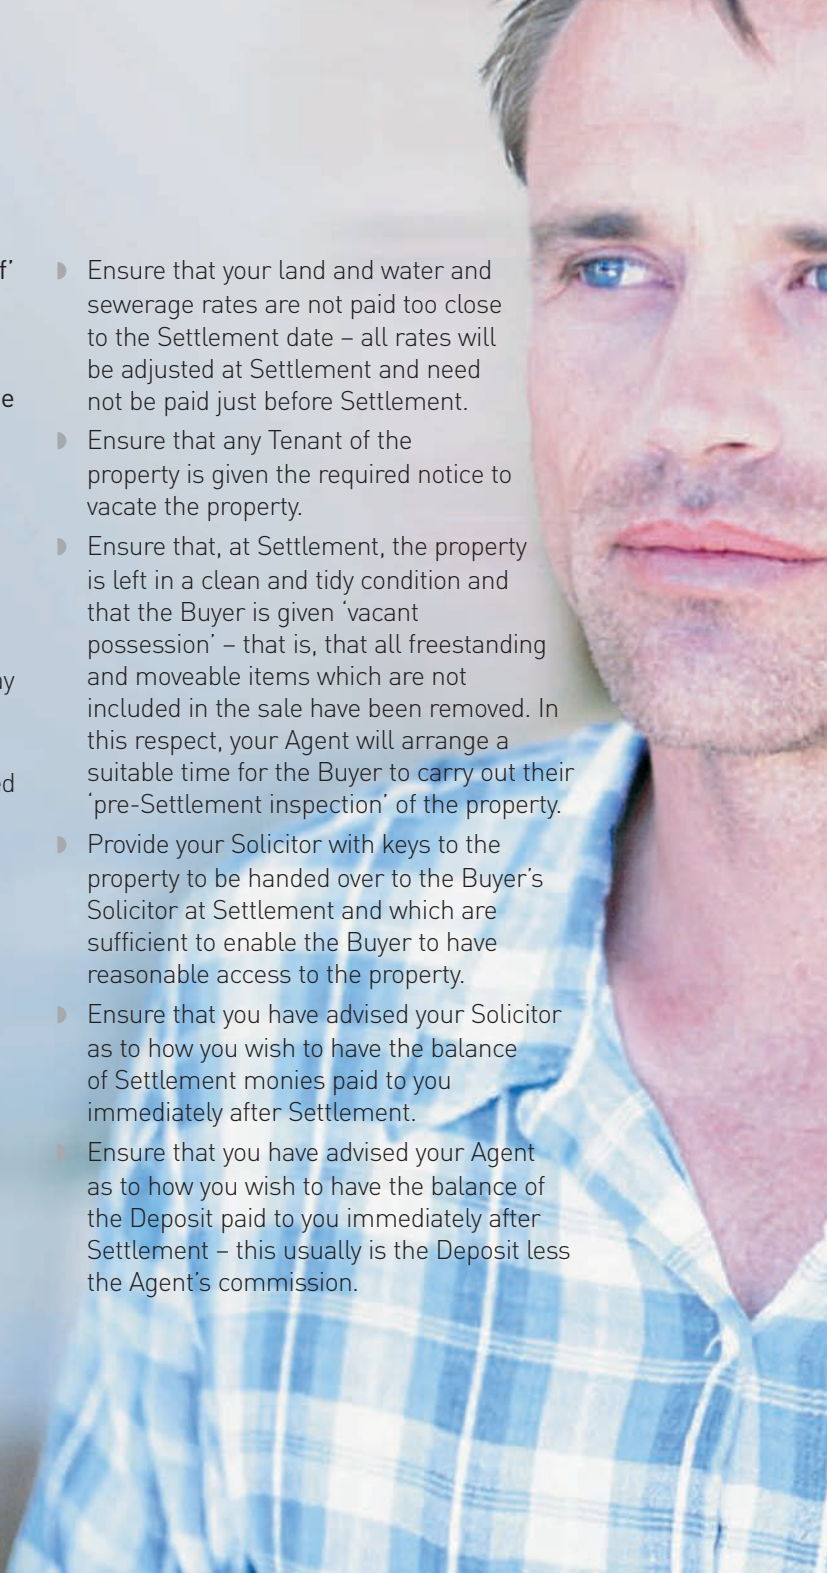 f’
e
ay
ed
Ensure that your land and water and
sewerage rates are not paid too close
to the Settlement date – all rates will
be adjusted at Settlement and need
not be paid just before Settlement.
Ensure that any Tenant of the
property is given the required notice to
vacate the property.
Ensure that, at Settlement, the property
is left in a clean and tidy condition and
that the Buyer is given ‘vacant
possession’ – that is, that all freestanding
and moveable items which are not
included in the sale have been removed. In
this respect, your Agent will arrange a
suitable time for the Buyer to carry out their
‘pre-Settlement inspection’ of the property.
Provide your Solicitor with keys to the
property to be handed over to the Buyer’s
Solicitor at Settlement and which are
sufficient to enable the Buyer to have
reasonable access to the property.
Ensure that you have advised your Solicitor
as to how you wish to have the balance
of Settlement monies paid to you
immediately after Settlement.
Ensure that you have advised your Agent
as to how you wish to have the balance of
the Deposit paid to you immediately after
Settlement – this usually is the Deposit less
the Agent’s commission.